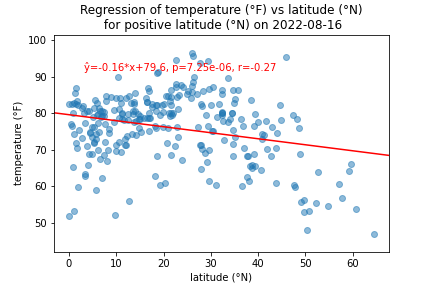 Regression of temperature (°F) vs latitude (°N)
for positive latitude (°N) on 2022-08-16
100
ŷ=-0.16*x+79.6, p=7.25e-06, r=-0.27
90
80
70
60
50
temperature (°F)
0 10 20 30 40 50 60
latitude (°N)